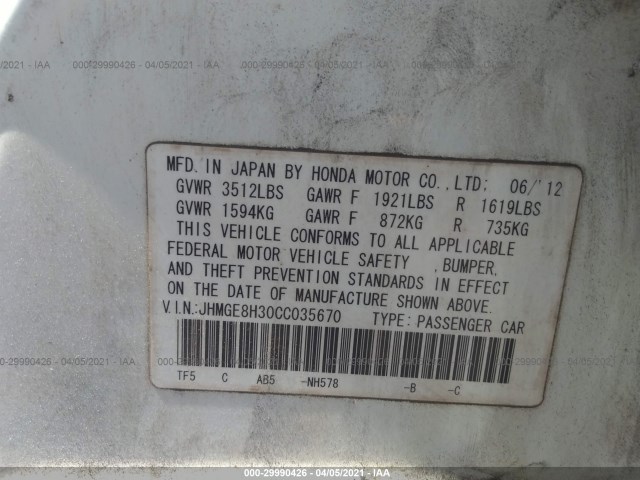 000-29990426 - 04/05/2021 - IAA
MFD. IN JAPAN BY HONDA MOTOR CO., LTD; 06/'12
GVWR 3512LBS GAWR F 1921LBS R 1619LBS
GVWR 1594KG GAWR F 872KG R 735KG
THIS VEHICLE CONFORMS TO ALL APPLICABLE
FEDERAL MOTOR VEHICLE SAFETY , BUMPER,
AND THEFT PREVENTION STANDARDS IN EFFECT
ON THE DATE OF MANUFACTURE SHOWN ABOVE.
V.I.N.:JHMGE8H30CC035670 TYPE: PASSENGER CAR
TF5 C AB5 -NH578 -B -C
000-29990426 - 04/05/2021 - IAA